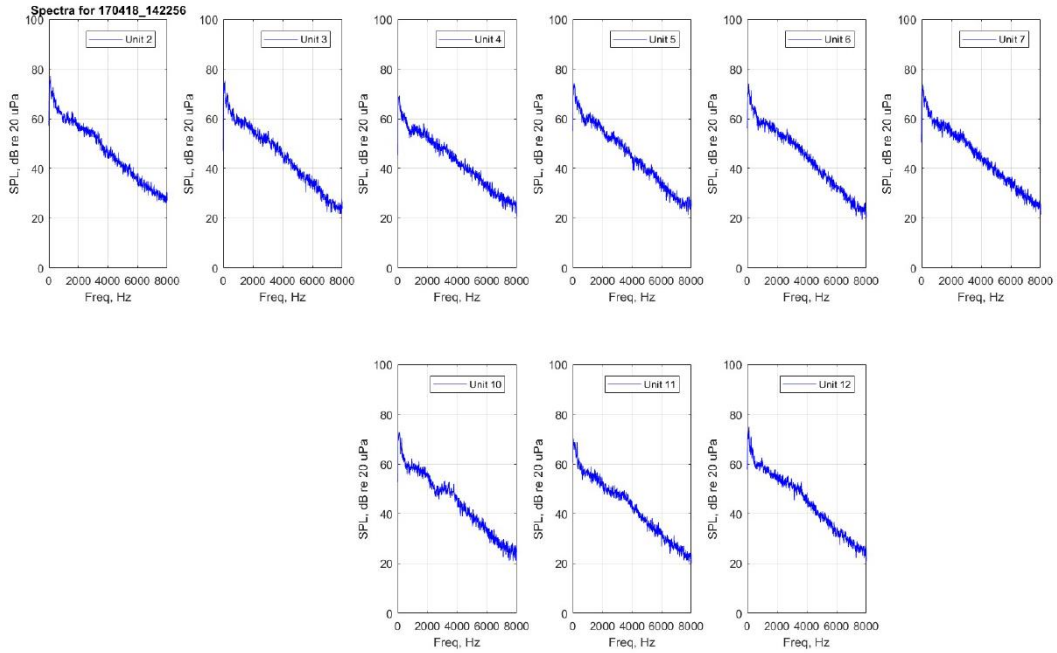 Spectra for 170418_142256
Unit 2
Unit 3
Unit 4
Unit 5
Unit 6
Unit 7
100 100 100 100 100 100
80 80 80 80 80 80
60 60 60 60 60 60
40 40 40 40 40 40
20 20 20 20 20 20
0 0 0 0 0 0
SPL, dB re 20 uPa
SPL, dB re 20 uPa
SPL, dB re 20 uPa
SPL, dB re 20 uPa
SPL, dB re 20 uPa
SPL, dB re 20 uPa
0 2000 4000 6000 8000
0 2000 4000 6000 8000
0 2000 4000 6000 8000
0 2000 4000 6000 8000
0 2000 4000 6000 8000
0 2000 4000 6000 8000
Freq, Hz
Freq, Hz
Freq, Hz
Freq, Hz
Freq, Hz
Freq, Hz
Unit 10
Unit 11
Unit 12
100 100 100
80 80 80
60 60 60
40 40 40
20 20 20
0 0 0
SPL, dB re 20 uPa
SPL, dB re 20 uPa
SPL, dB re 20 uPa
0 2000 4000 6000 8000
0 2000 4000 6000 8000
0 2000 4000 6000 8000
Freq, Hz
Freq, Hz
Freq, Hz